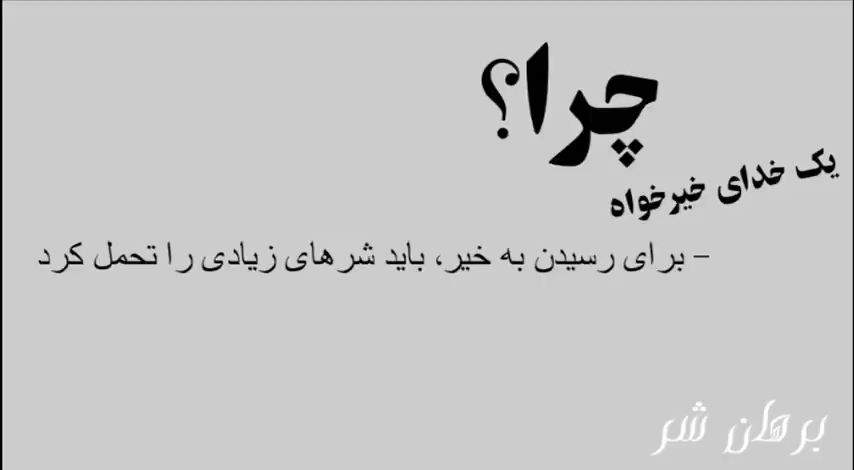 چرا؟
یک خدای خیرخواه
- برای رسیدن به خیر، باید شرهای زیادی را تحمل کرد
برهان شر